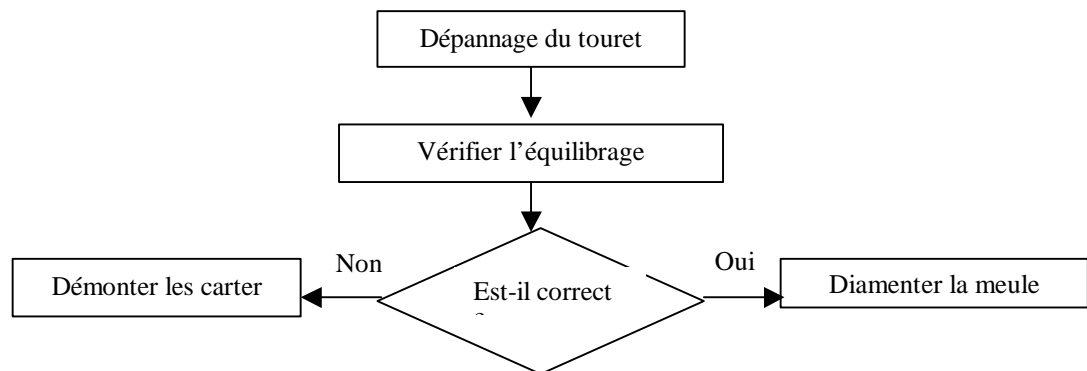 Dépannage du touret
Vérifier l’équilibrage
Non
Oui
Démonter les carter
Est-il correct
Diamenter la meule